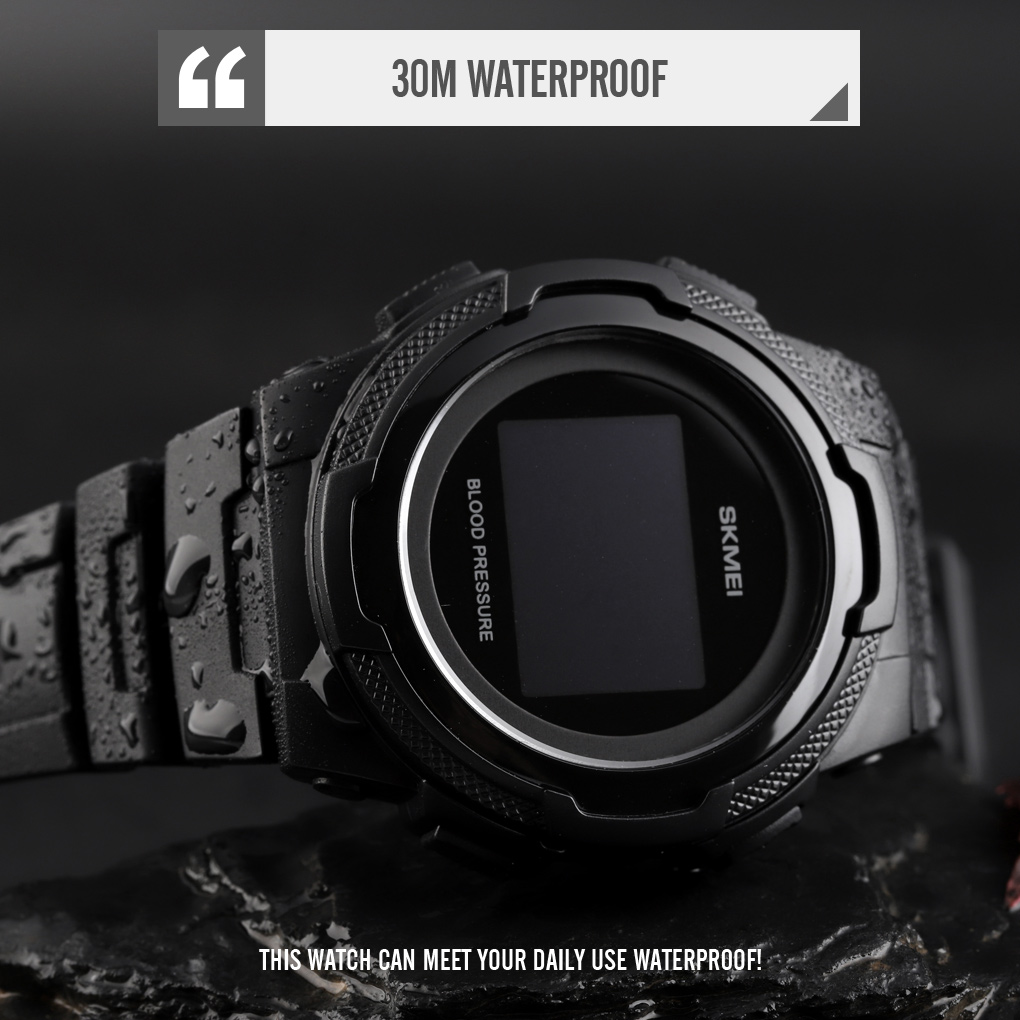 30M WATERPROOF
SKMEI
BLOOD PRESSURE
THIS WATCH CAN MEET YOUR DAILY USE WATERPROOF!